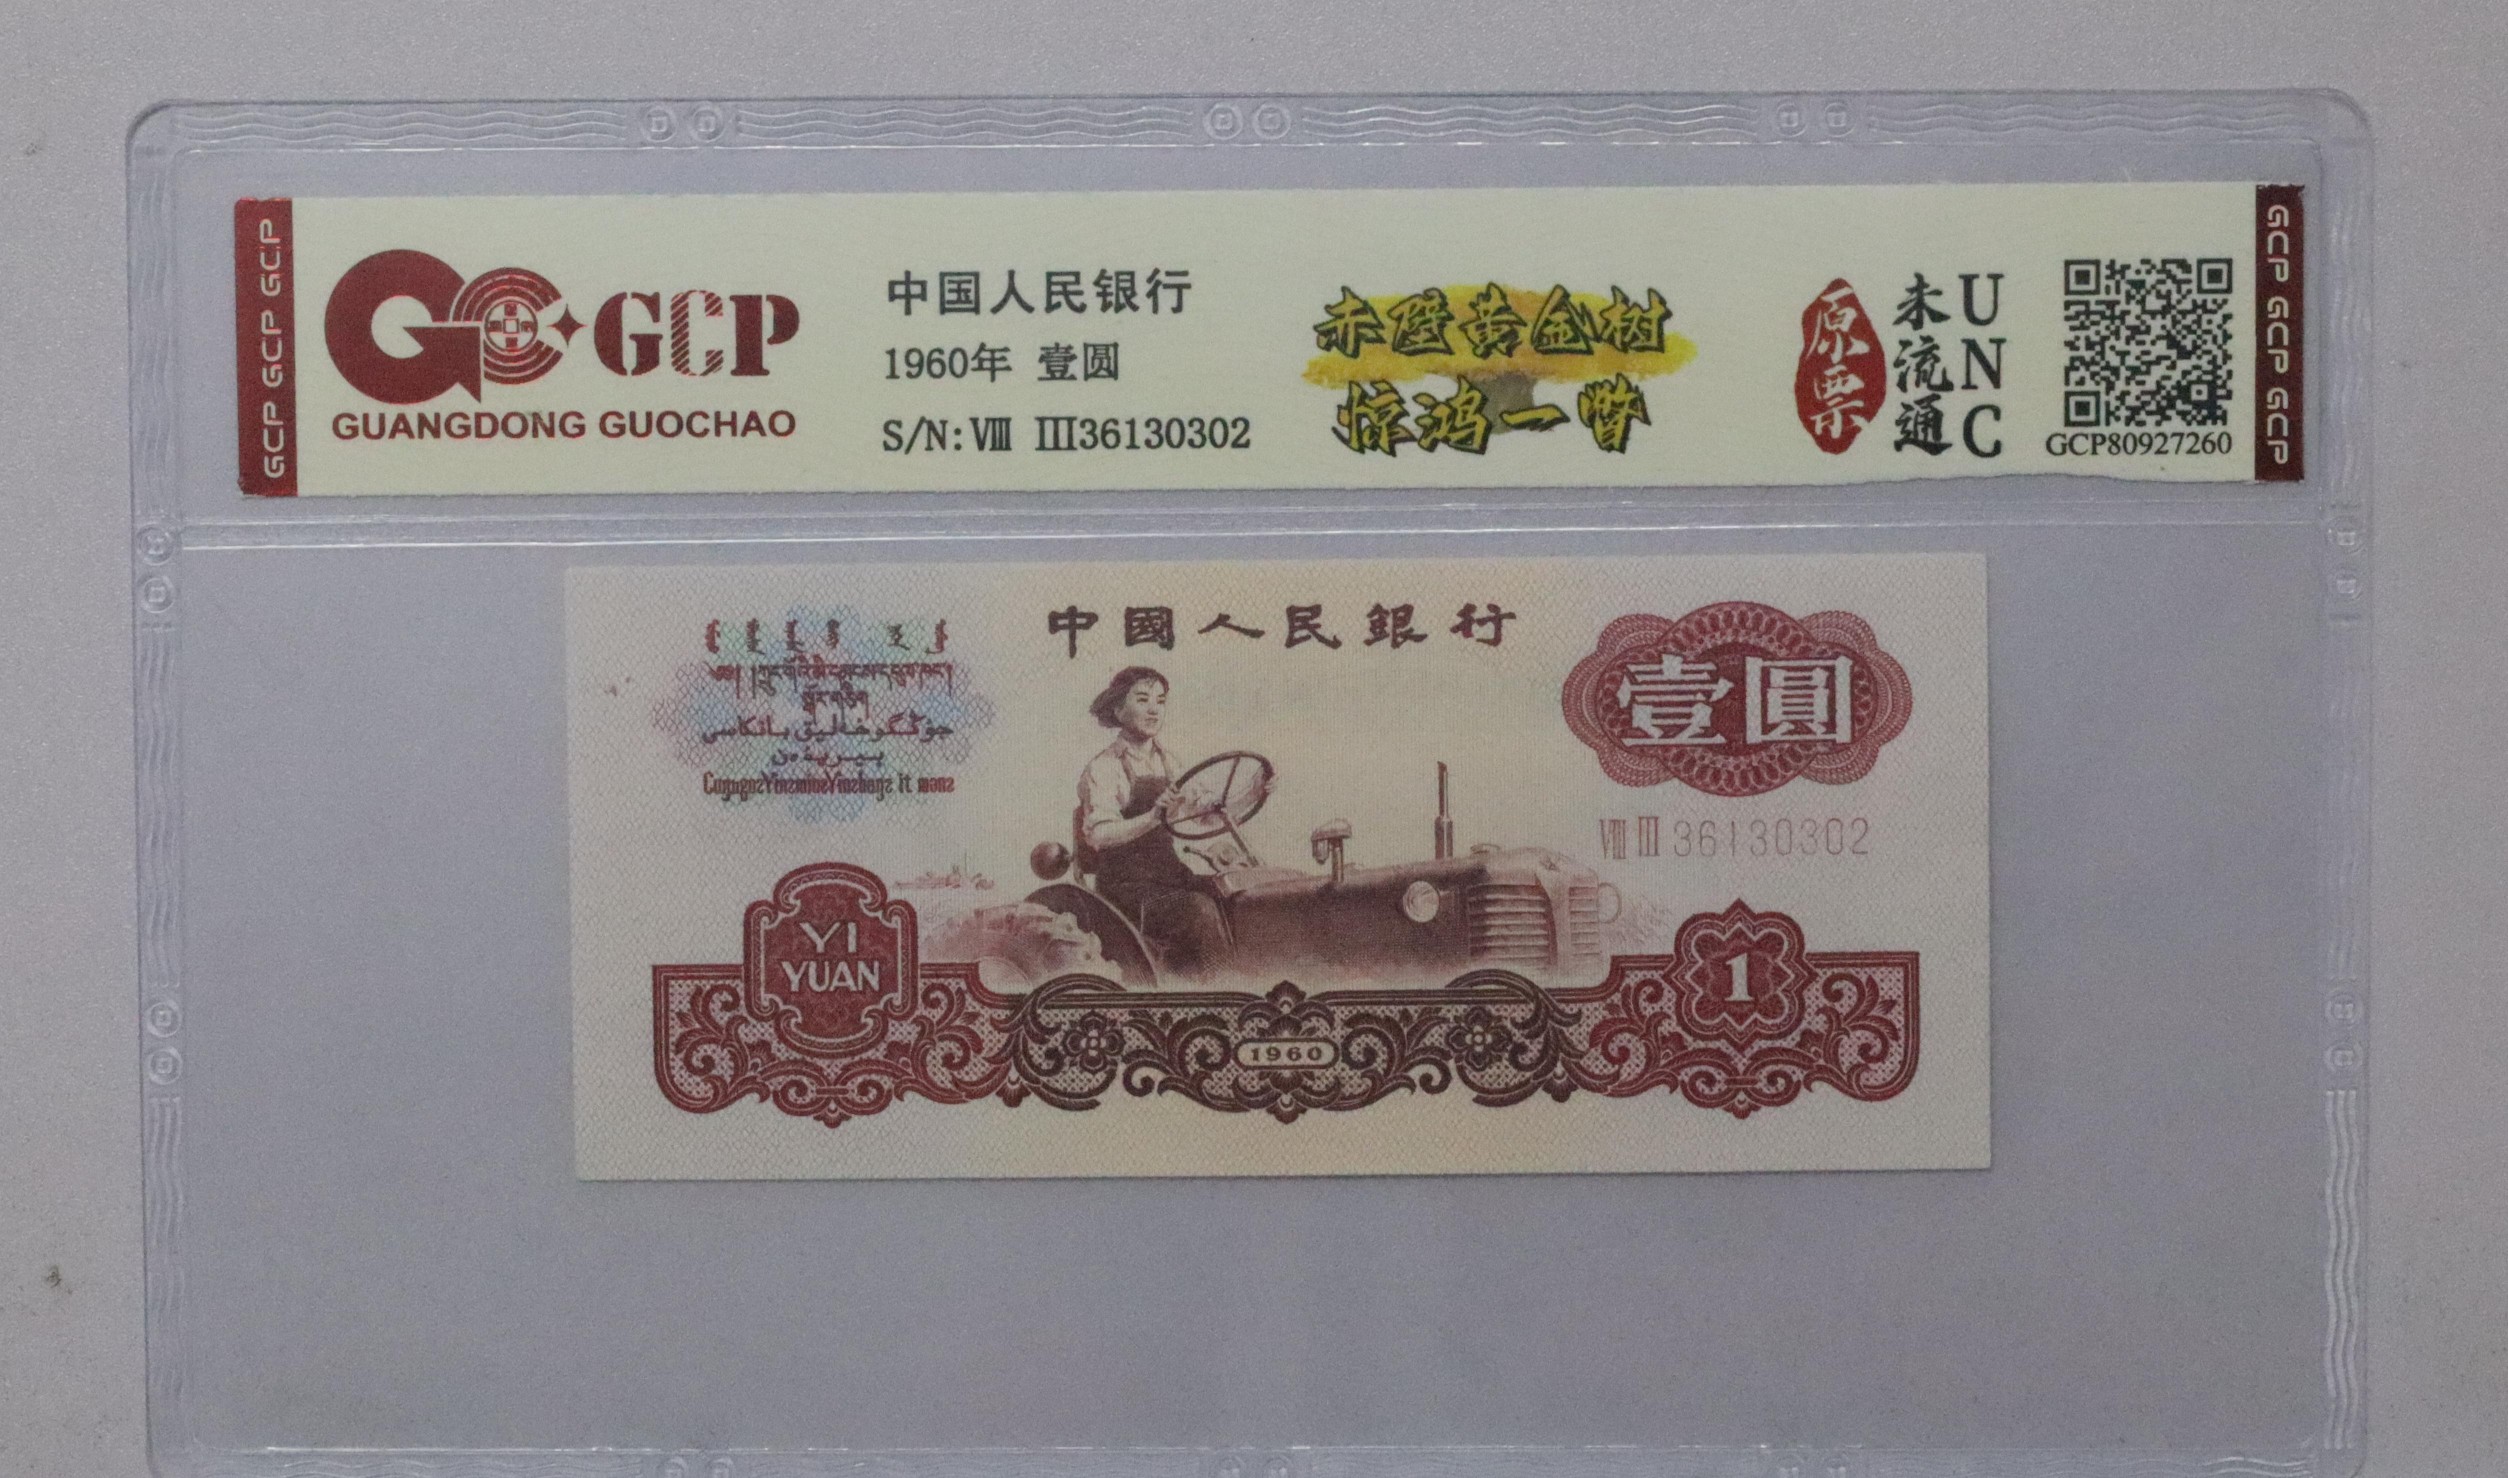 GCP GCP GCP
GCP
GUANGDONG GUOCHAO
中国人民银行
1960年 壹圆
S/N: Ⅷ III36130302
赤壁黄金树
惊鸿一瞥
原票
未流通
UNC
GCP80927260
GCP GCP GCP
中國人民銀行
壹圓
ⅧⅢ 36130302
YI
YUAN
1
1960